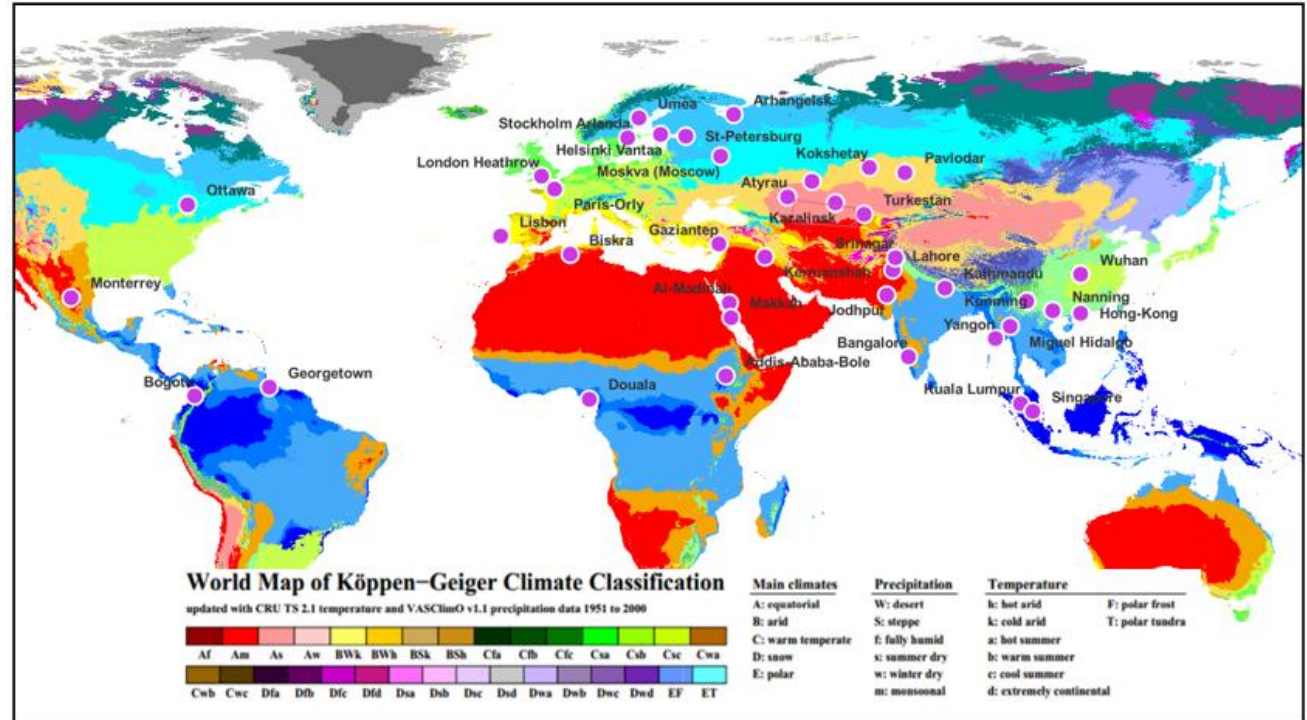 Umea
Arhangelsk
Stockholm Arlanda
St-Petersburg
Helsinki Vantaa
London Heathrow
Moskva (Moscow)
Kokshetay
Pavlodar
Ottawa
Atyrau
Paris-Orly
Turkestan
Kazalinsk
Lisbon
Gaziantep
Biskra
Srinagar
Lahore
Wuhan
Kermanshah
Kathmandu
Monterrey
Al-Madinah
Makkah
Jodhpur
Kunming
Nanning
Hong-Kong
Yangon
Bangalore
Miguel Hidalgo
Addis-Ababa-Bole
Georgetown
Bogota
Douala
Kuala Lumpur
Singapore
World Map of Köppen−Geiger Climate Classification
updated with CRU TS 2.1 temperature and VASClimO v1.1 precipitation data 1951 to 2000
Af Am As Aw BWk BWh BSk BSh Cfa Cfb Cfc Csa Csb Csc Cwa
Cwb Cwc Dfa Dfb Dfc Dfd Dsa Dsb Dsc Dsd Dwa Dwb Dwc Dwd EF ET
Main climates
A: equatorial
B: arid
C: warm temperate
D: snow
E: polar
Precipitation
W: desert
S: steppe
f: fully humid
s: summer dry
w: winter dry
m: monsoonal
Temperature
h: hot arid
k: cold arid
a: hot summer
b: warm summer
c: cool summer
d: extremely continental
F: polar frost
T: polar tundra